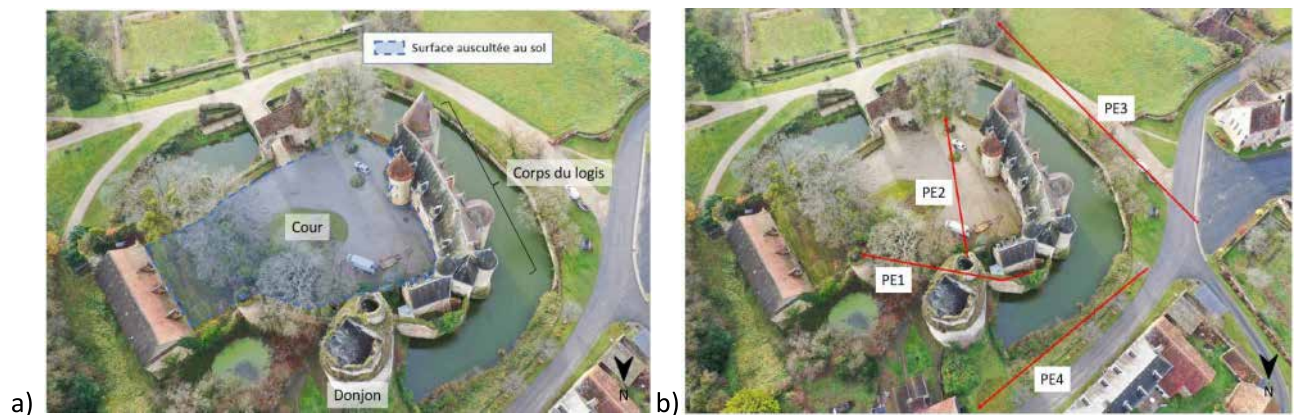 Surface auscultée au sol
Corps du logis
Cour
Donjon
N
a)
PE3
PE2
PE1
PE4
N
b)